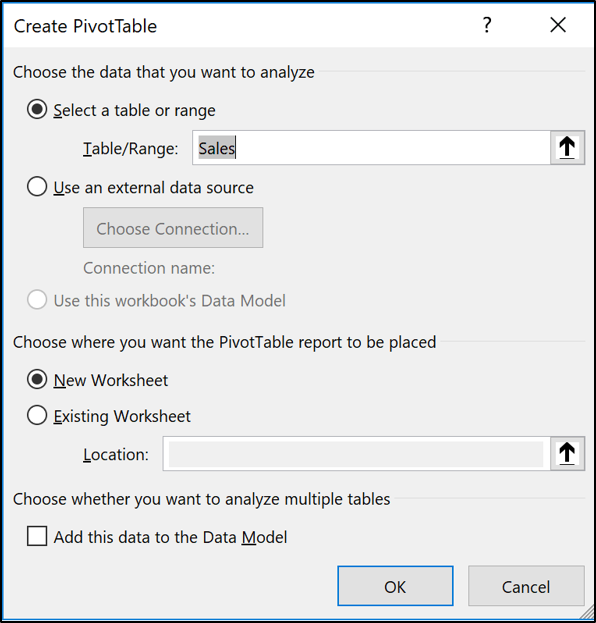 Create PivotTable ?
Choose the data that you want to analyze
Select a table or range
Table/Range: Sales
Use an external data source
Choose Connection...
Connection name:
Use this workbook's Data Model
Choose where you want the PivotTable report to be placed
New Worksheet
Existing Worksheet
Location:
Choose whether you want to analyze multiple tables
Add this data to the Data Model
OK Cancel